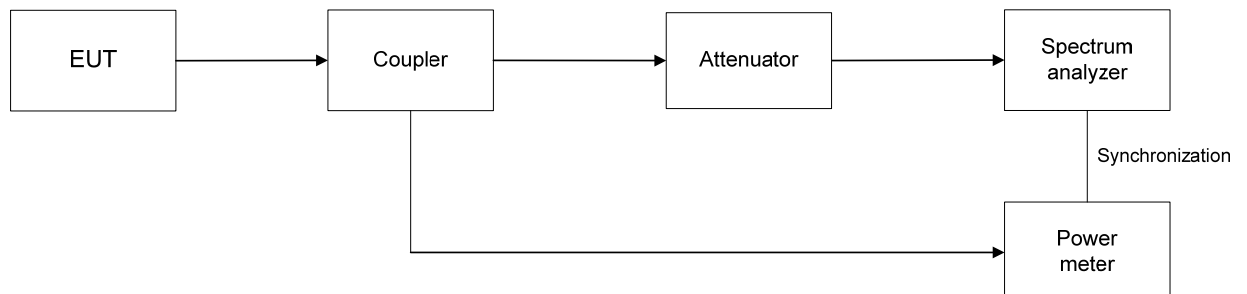 EUT
Coupler
Attenuator
Spectrum
analyzer
Synchronization
Power
meter